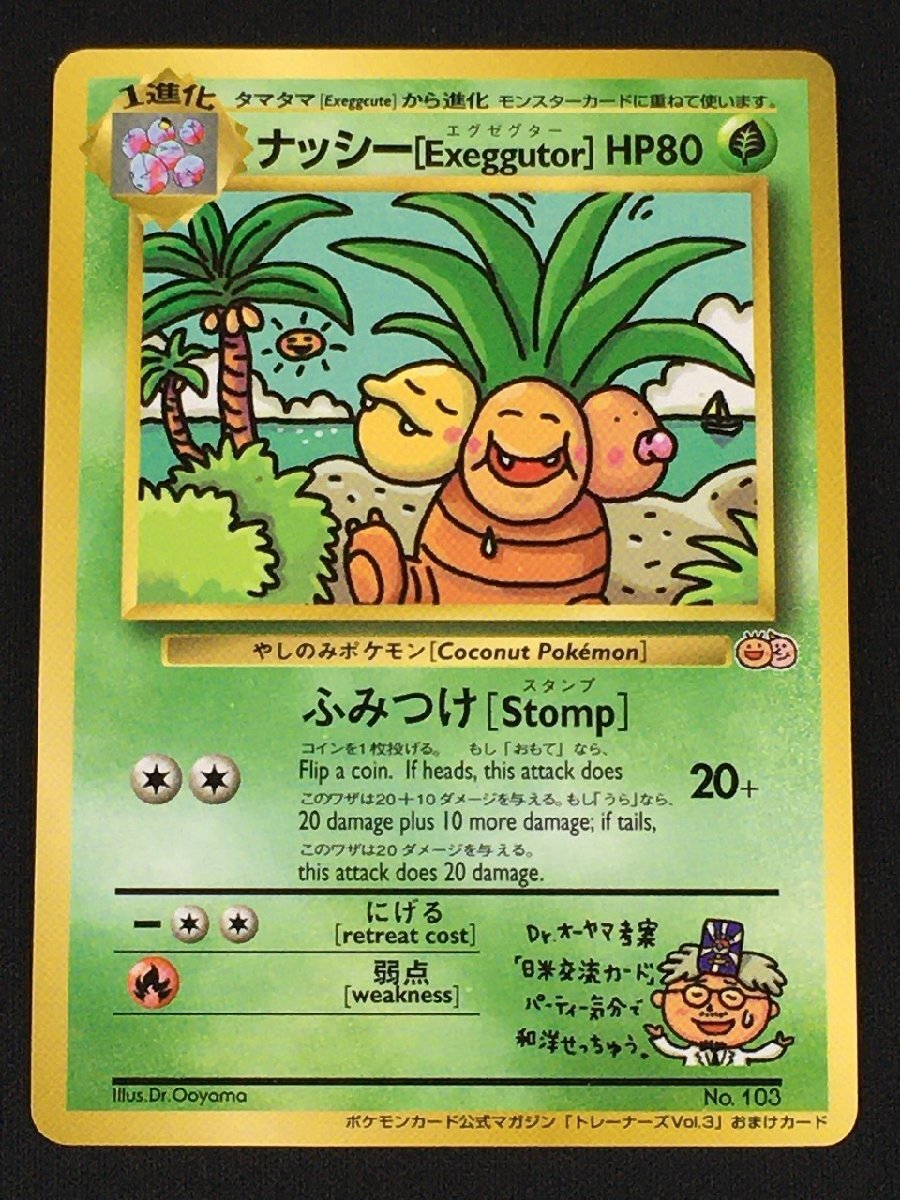 1進化
タマタマ[Exeggcute]から進化 モンスターカードに重ねて使います。
エグゼグター
ナッシー[Exeggutor] HP80
やしのみポケモン[Coconut Pokémon]
スタンプ
ふみつけ[Stomp]
コインを1枚投げる。 もし「おもて」なら、
Flip a coin. If heads, this attack does
20+
このワザは20+10ダメージを与える。もし「うら」なら、
20 damage plus 10 more damage; if tails,
このワザは20ダメージを与える。
this attack does 20 damage.
にげる
[retreat cost]
弱点
[weakness]
Dr.オーヤマ考案
「日米交流カード」
パーティー気分で
和洋せっちゅう。
Illus.Dr.Ooyama
No. 103
ポケモンカード公式マガジン「トレーナーズVol.3」おまけカード